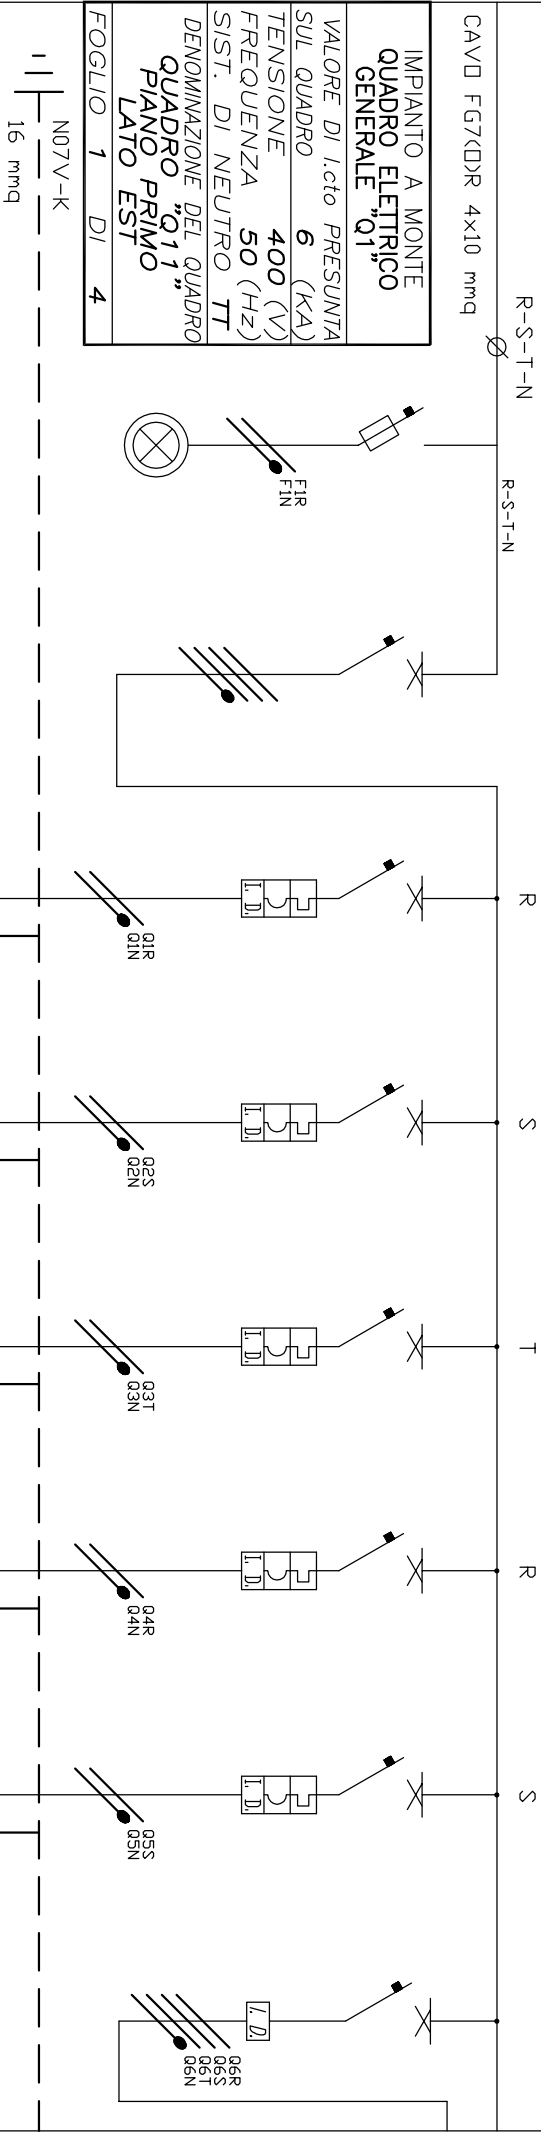 R-S-T-N
CAVO FG7(O)R 4x10 mmq
R-S-T-N
R
S
T
R
S
IMPIANTO A MONTE
QUADRO ELETTRICO
GENERALE "Q1"
VALORE DI I.cto PRESUNTA
SUL QUADRO 6 (KA)
TENSIONE 400 (V)
FREQUENZA 50 (Hz)
SIST. DI NEUTRO TT
DENOMINAZIONE DEL QUADRO
QUADRO "Q11"
PIANO PRIMO
LATO EST
FOGLIO 1 DI 4
F1R
F1N
I. D.
I. D.
I. D.
I. D.
I. D.
I. D.
Q1R
Q1N
Q2S
Q2N
Q3T
Q3N
Q4R
Q4N
Q5S
Q5N
Q6R
Q6S
Q6T
Q6N
N07V-K
16 mmq